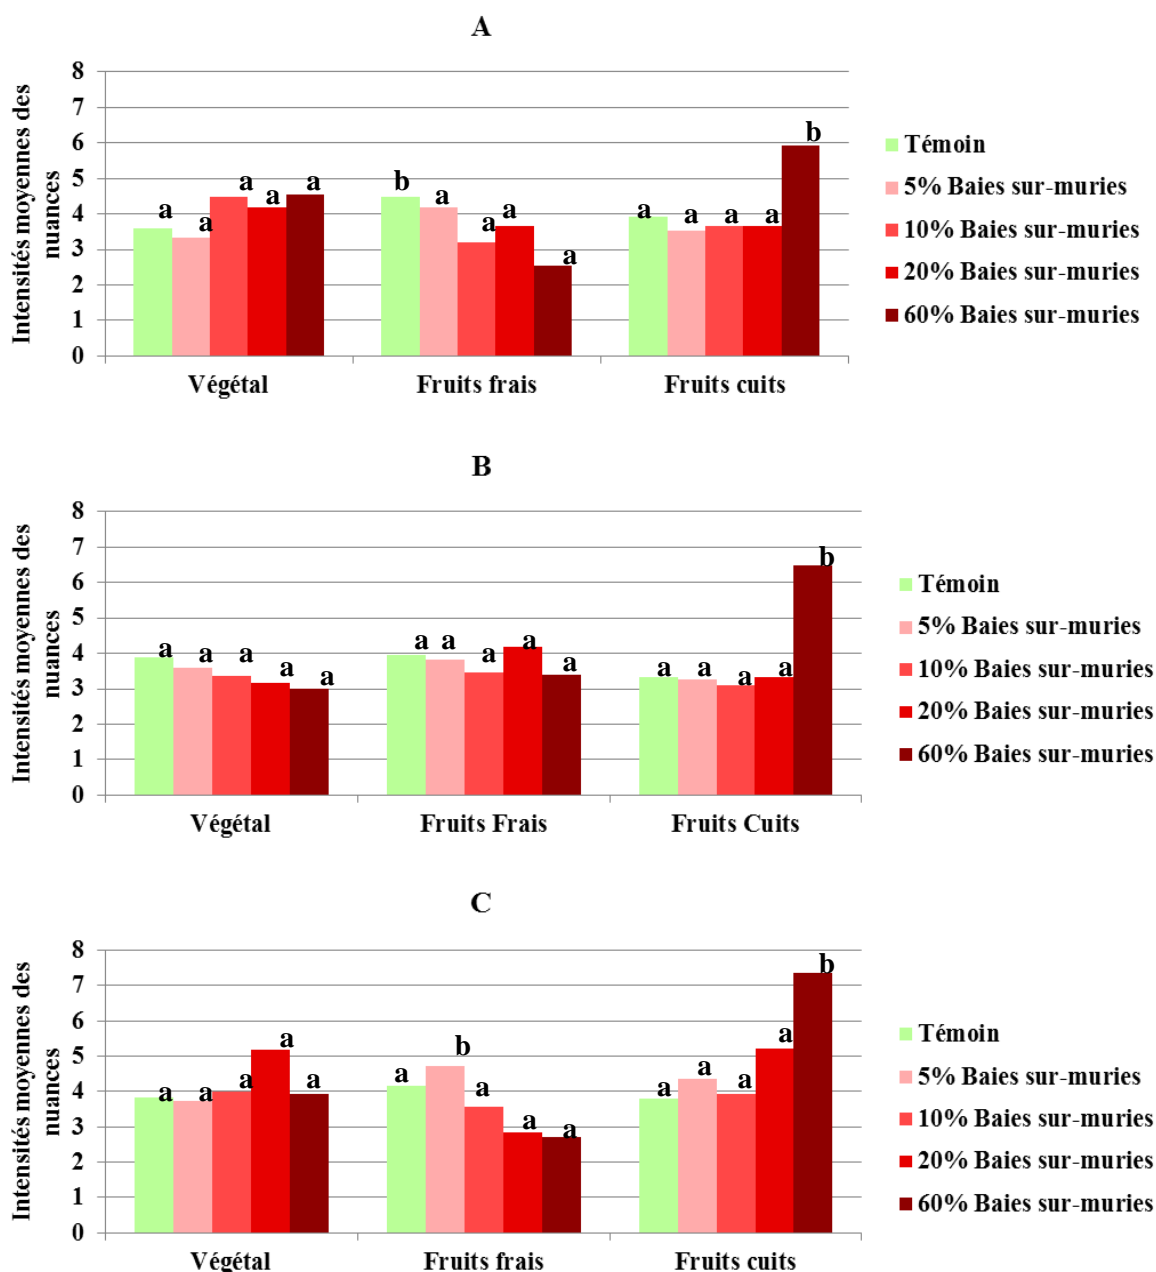 A
Intensités moyennes des
nuances
8
7
6
5
4
3
2
1
0
a
a
a
a
a
b
a
a
a
a
a
a
a
a
b
Végétal
Fruits frais
Fruits cuits
Témoin
5% Baies sur-muries
10% Baies sur-muries
20% Baies sur-muries
60% Baies sur-muries
B
Intensités moyennes des
nuances
8
7
6
5
4
3
2
1
0
a
a
a
a
a
a
a
a
a
a
a
a
a
a
b
Végétal
Fruits Frais
Fruits Cuits
Témoin
5% Baies sur-muries
10% Baies sur-muries
20% Baies sur-muries
60% Baies sur-muries
C
Intensités moyennes des
nuances
8
7
6
5
4
3
2
1
0
a
a
a
a
a
a
b
a
a
a
a
a
a
a
b
Végétal
Fruits frais
Fruits cuits
Témoin
5% Baies sur-muries
10% Baies sur-muries
20% Baies sur-muries
60% Baies sur-muries